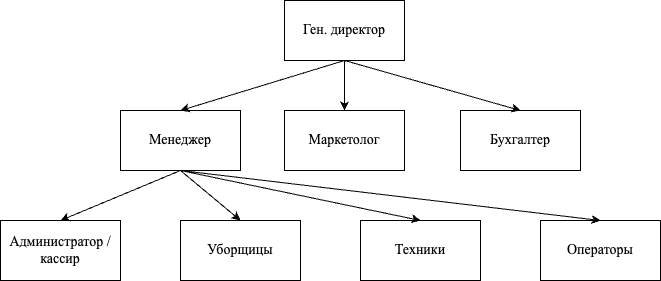 Ген. директор
Менеджер
Маркетолог
Бухгалтер
Администратор /
кассир
Уборщицы
Техники
Операторы